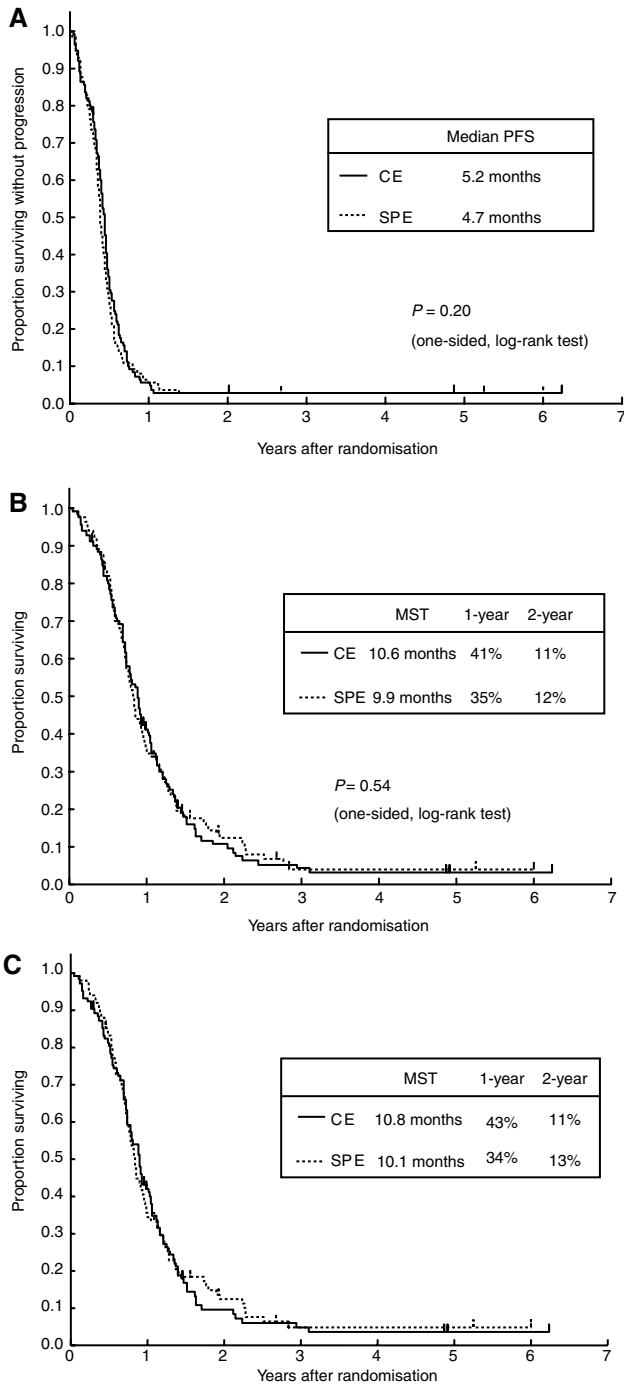 A
Proportion surviving without progression
1.0
0.9
0.8
0.7
0.6
0.5
0.4
0.3
0.2
0.1
0.0
Median PFS
CE 5.2 months
SPE 4.7 months
P = 0.20
(one-sided, log-rank test)
0 1 2 3 4 5 6 7
Years after randomisation
B
Proportion surviving
1.0
0.9
0.8
0.7
0.6
0.5
0.4
0.3
0.2
0.1
0.0
MST 1-year 2-year
CE 10.6 months 41% 11%
SPE 9.9 months 35% 12%
P = 0.54
(one-sided, log-rank test)
0 1 2 3 4 5 6 7
Years after randomisation
C
Proportion surviving
1.0
0.9
0.8
0.7
0.6
0.5
0.4
0.3
0.2
0.1
0.0
MST 1-year 2-year
CE 10.8 months 43% 11%
SPE 10.1 months 34% 13%
0 1 2 3 4 5 6 7
Years after randomisation